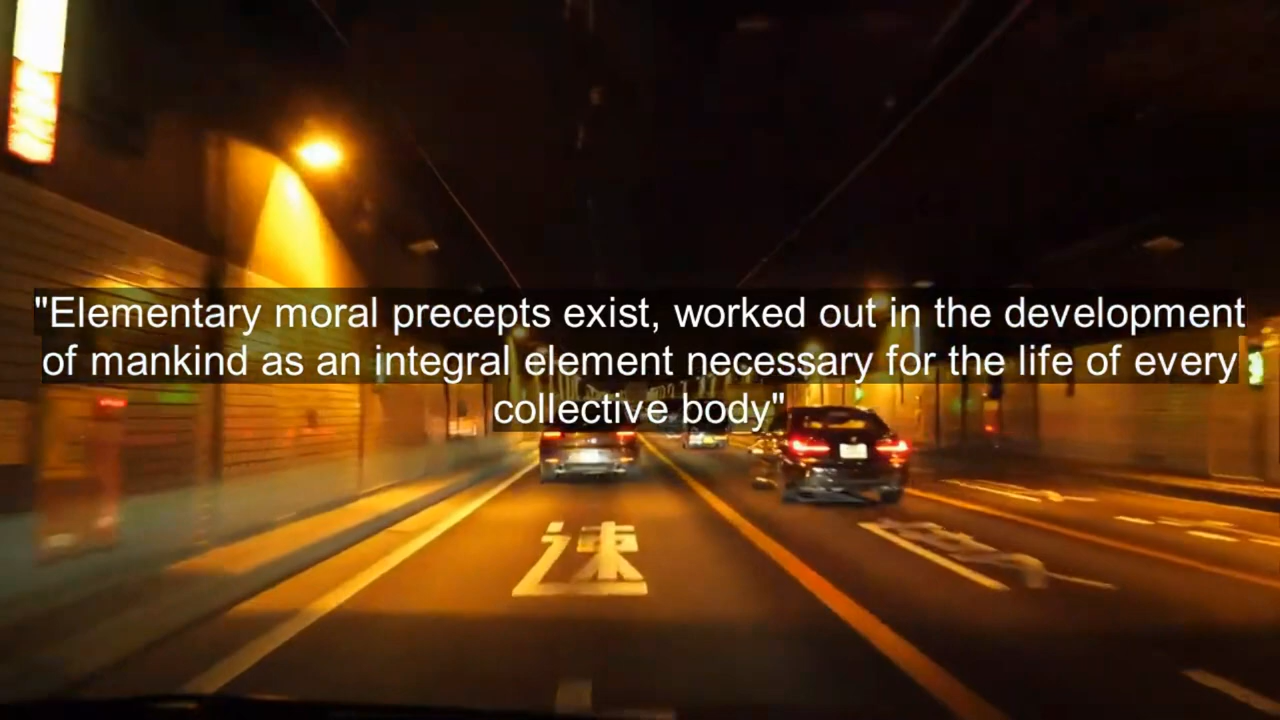 "Elementary moral precepts exist, worked out in the development
of mankind as an integral element necessary for the life of every
collective body"
速